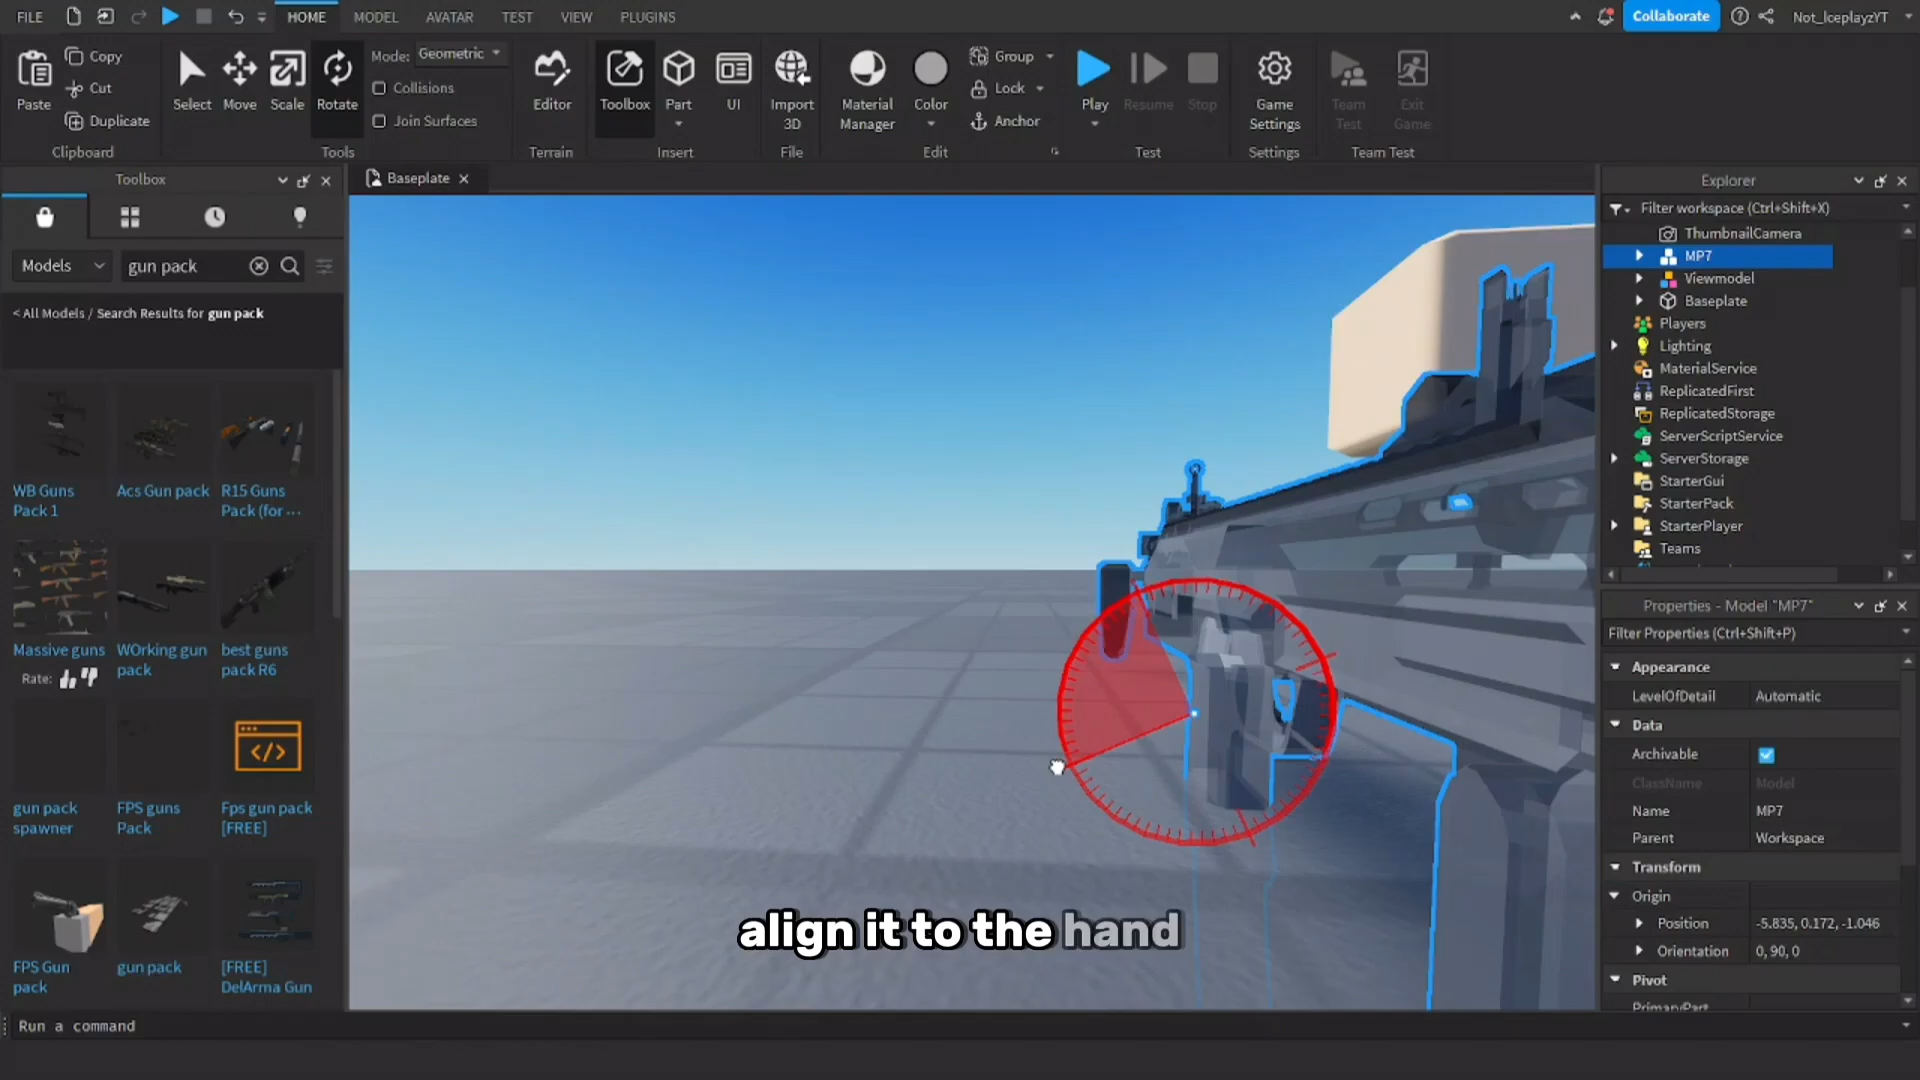 FILE HOME MODEL AVATAR TEST VIEW PLUGINS Collaborate Not_IceplayzYT
Paste Copy Cut Duplicate Clipboard
Select Move Scale Rotate Mode: Geometric Collisions Join Surfaces Tools
Editor Terrain
Toolbox Part UI Insert
Import 3D File
Material Manager Color Group Lock Anchor Edit
Play Resume Stop Test
Game Settings Settings
Team Test Exit Game Team Test
Toolbox
Models gun pack
< All Models / Search Results for gun pack
WB Guns Pack 1
Acs Gun pack
R15 Guns Pack (for ...
Massive guns
Rate:
WOrking gun pack
best guns pack R6
gun pack spawner
FPS guns Pack
Fps gun pack [FREE]
</>
FPS Gun pack
gun pack
[FREE] DelArma Gun
Baseplate
align it to the hand
Explorer
Filter workspace (Ctrl+Shift+X)
ThumbnailCamera
MP7
Viewmodel
Baseplate
Players
Lighting
MaterialService
ReplicatedFirst
ReplicatedStorage
ServerScriptService
ServerStorage
StarterGui
StarterPack
StarterPlayer
Teams
Properties - Model "MP7"
Filter Properties (Ctrl+Shift+P)
Appearance
LevelOfDetail Automatic
Data
Archivable
ClassName Model
Name MP7
Parent Workspace
Transform
Origin
Position -5.835, 0.172, -1.046
Orientation 0, 90, 0
Pivot
PrimaryPart
Run a command